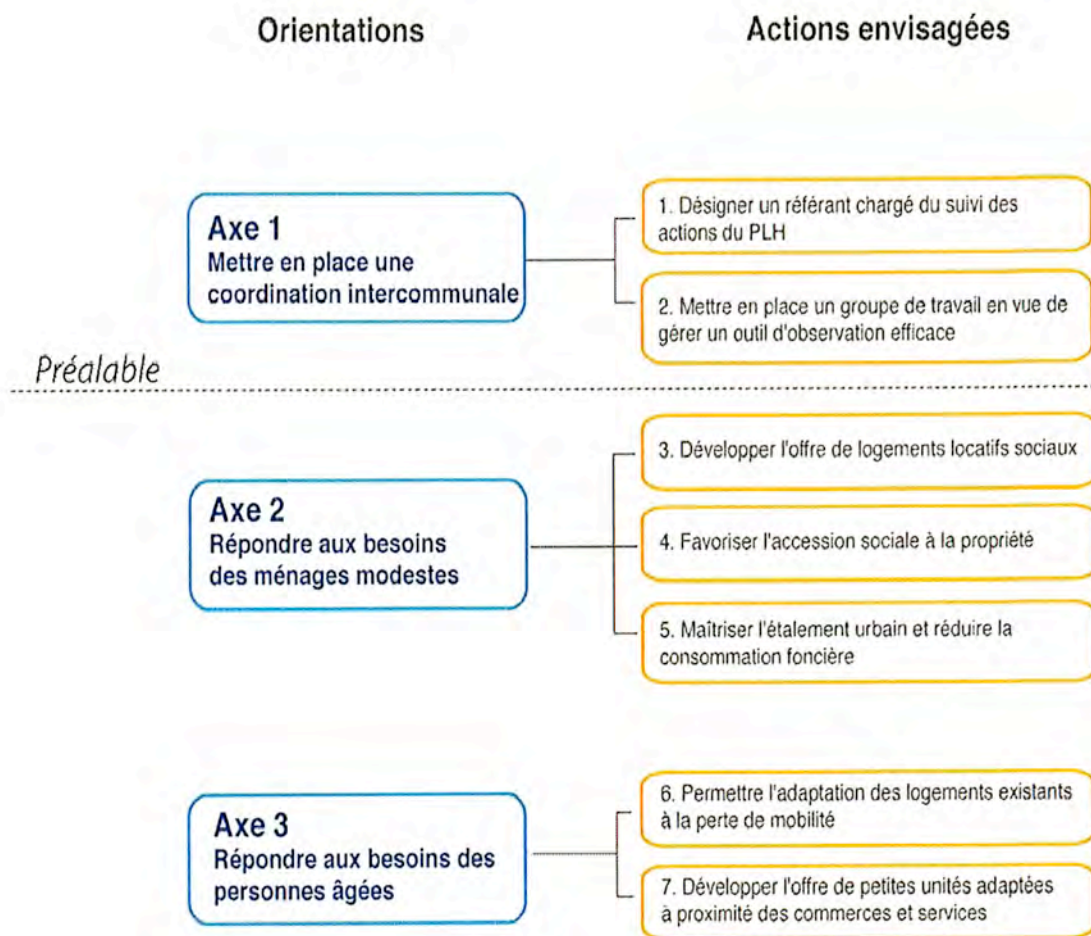 Orientations
Actions envisagées
Axe 1
Mettre en place une
coordination intercommunale
1. Désigner un référant chargé du suivi des
actions du PLH
2. Mettre en place un groupe de travail en vue de
gérer un outil d'observation efficace
Préalable
Axe 2
Répondre aux besoins
des ménages modestes
3. Développer l'offre de logements locatifs sociaux
4. Favoriser l'accession sociale à la propriété
5. Maîtriser l'étalement urbain et réduire la
consommation foncière
Axe 3
Répondre aux besoins des
personnes âgées
6. Permettre l'adaptation des logements existants
à la perte de mobilité
7. Développer l'offre de petites unités adaptées
à proximité des commerces et services